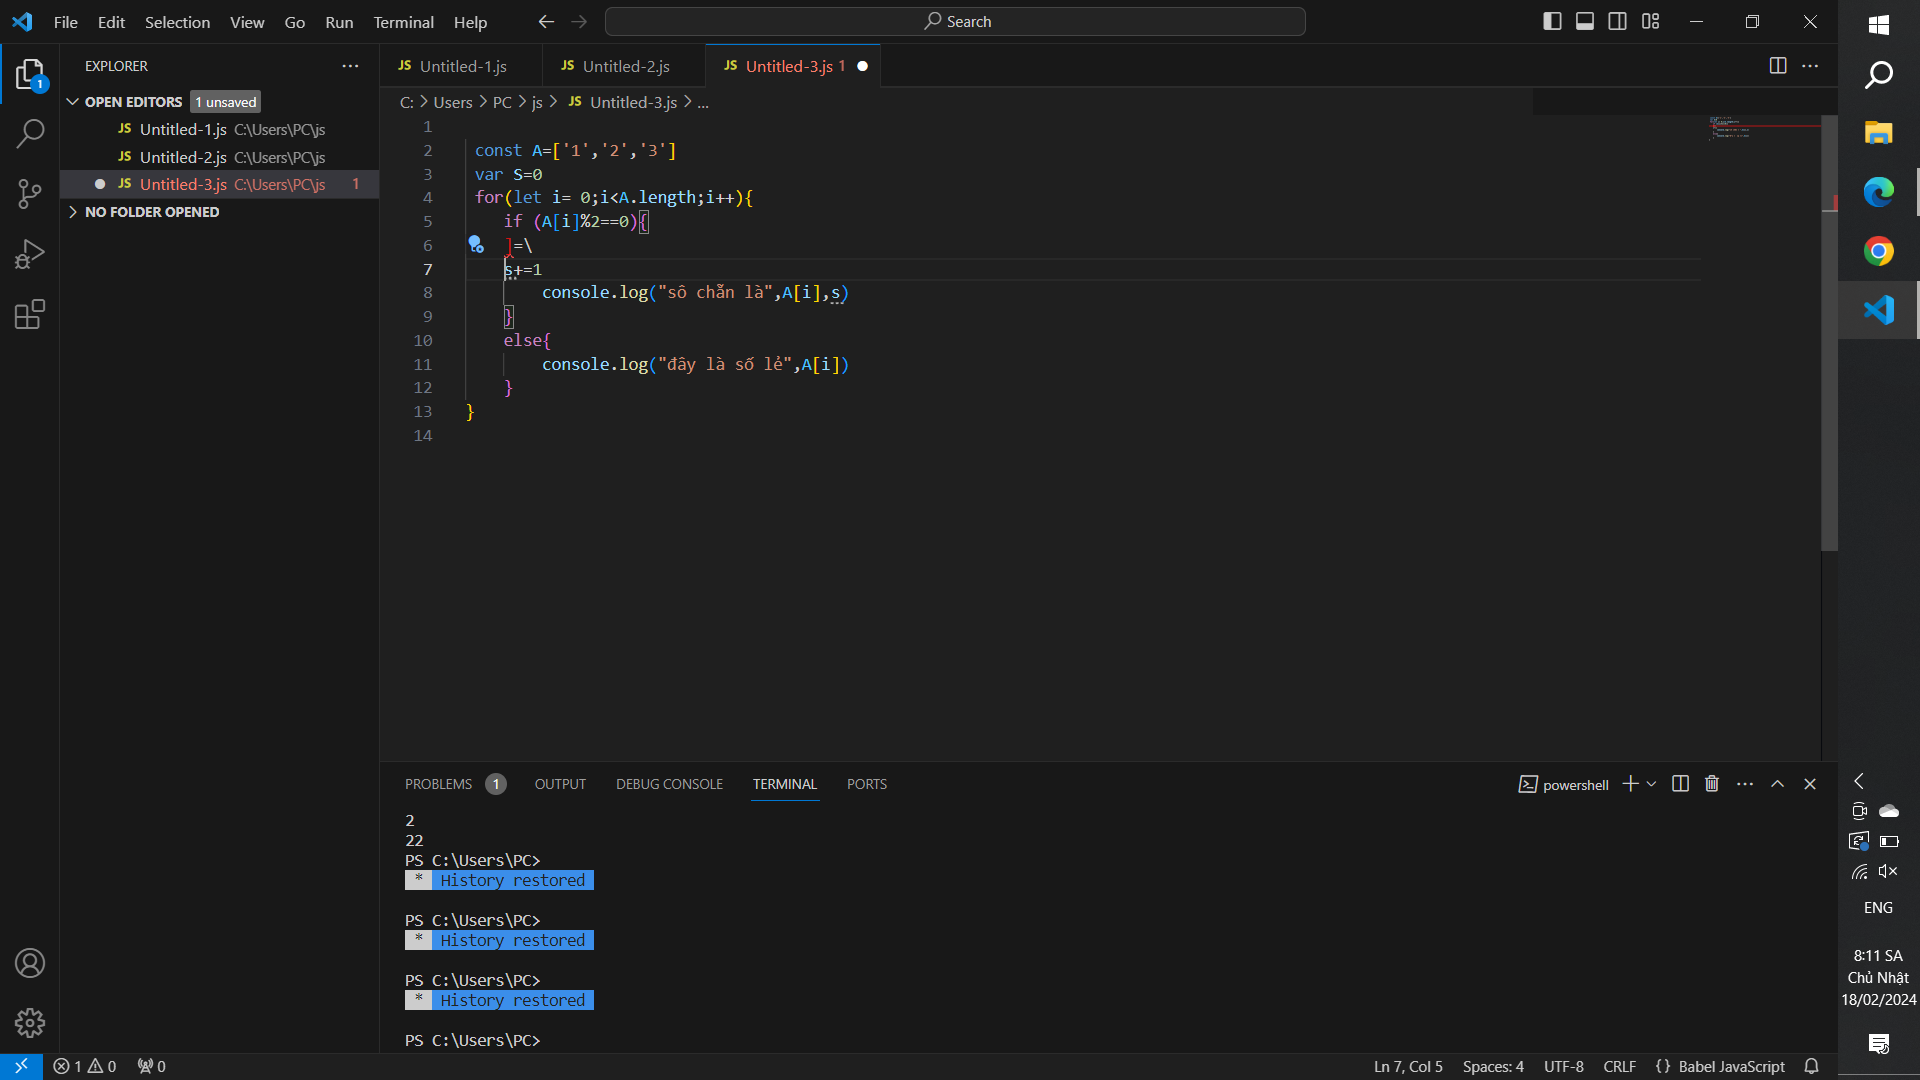 File Edit Selection View Go Run Terminal Help
Search
EXPLORER
OPEN EDITORS 1 unsaved
JS Untitled-1.js C:\Users\PC\js
JS Untitled-2.js C:\Users\PC\js
JS Untitled-3.js C:\Users\PC\js 1
NO FOLDER OPENED
JS Untitled-1.js JS Untitled-2.js JS Untitled-3.js 1
C: > Users > PC > js > JS Untitled-3.js > ...
1
2 const A=['1','2','3']
3 var S=0
4 for(let i= 0;i<A.length;i++){
5 if (A[i]%2==0){
6 ]=\
7 s+=1
8 console.log("sô chẵn là",A[i],s)
9 }
10 else{
11 console.log("đây là số lẻ",A[i])
12 }
13 }
14
PROBLEMS 1 OUTPUT DEBUG CONSOLE TERMINAL PORTS
powershell
2
22
PS C:\Users\PC>
* History restored
PS C:\Users\PC>
* History restored
PS C:\Users\PC>
* History restored
PS C:\Users\PC>
1 0 0
Ln 7, Col 5 Spaces: 4 UTF-8 CRLF {} Babel JavaScript
1
ENG
8:11 SA
Chủ Nhật
18/02/2024